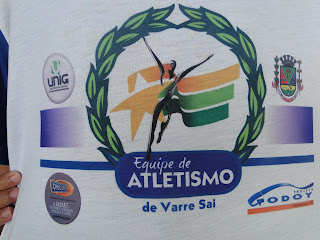 UNIG
Equipe de
ATLETISMO
de Varre Sai
GODOY